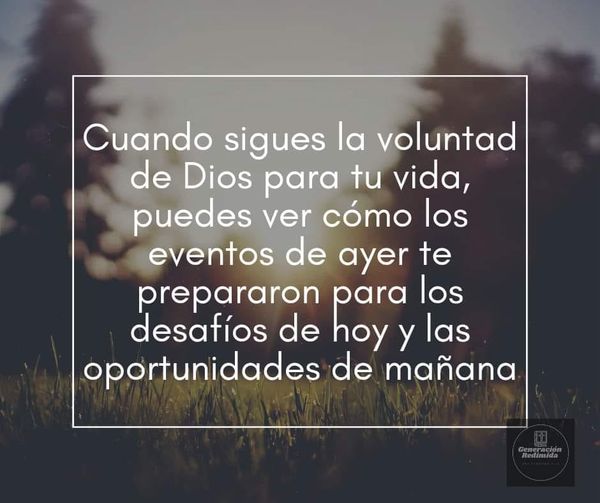 Cuando sigues la voluntad
de Dios para tu vida,
puedes ver cómo los
eventos de ayer te
prepararon para los
desafíos de hoy y las
oportunidades de mañana
Generación
Redimida